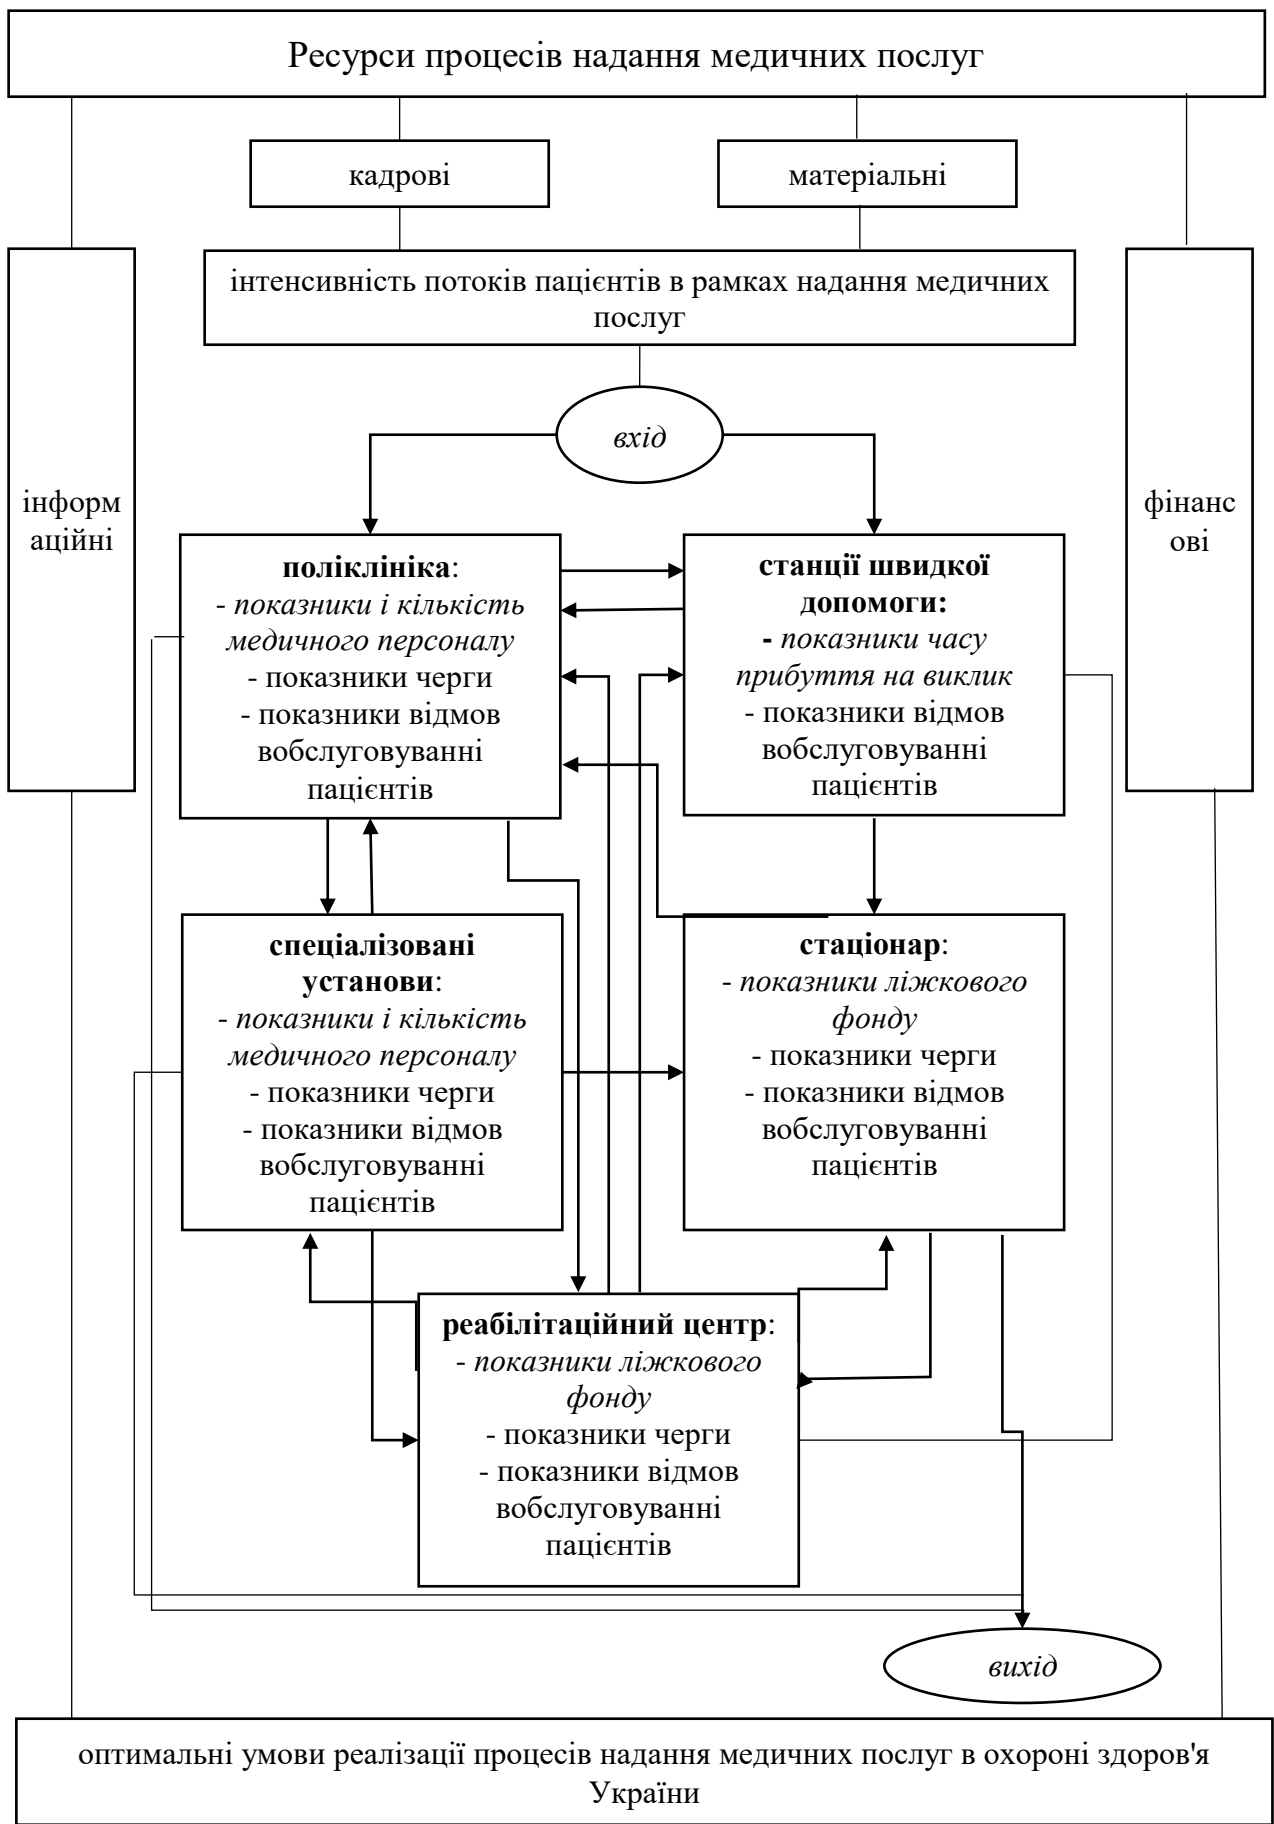 Ресурси процесів надання медичних послуг
кадрові
матеріальні
інтенсивність потоків пацієнтів в рамках надання медичних
послуг
вхід
інформ
аційні
фінанс
ові
поліклініка:
- показники і кількість
медичного персоналу
- показники черги
- показники відмов
вобслуговуванні
пацієнтів
станції швидкої
допомоги:
- показники часу
прибуття на виклик
- показники відмов
вобслуговуванні
пацієнтів
спеціалізовані
установи:
- показники і кількість
медичного персоналу
- показники черги
- показники відмов
вобслуговуванні
пацієнтів
стаціонар:
- показники ліжкового
фонду
- показники черги
- показники відмов
вобслуговуванні
пацієнтів
реабілітаційний центр:
- показники ліжкового
фонду
- показники черги
- показники відмов
вобслуговуванні
пацієнтів
вихід
оптимальні умови реалізації процесів надання медичних послуг в охороні здоров'я
України